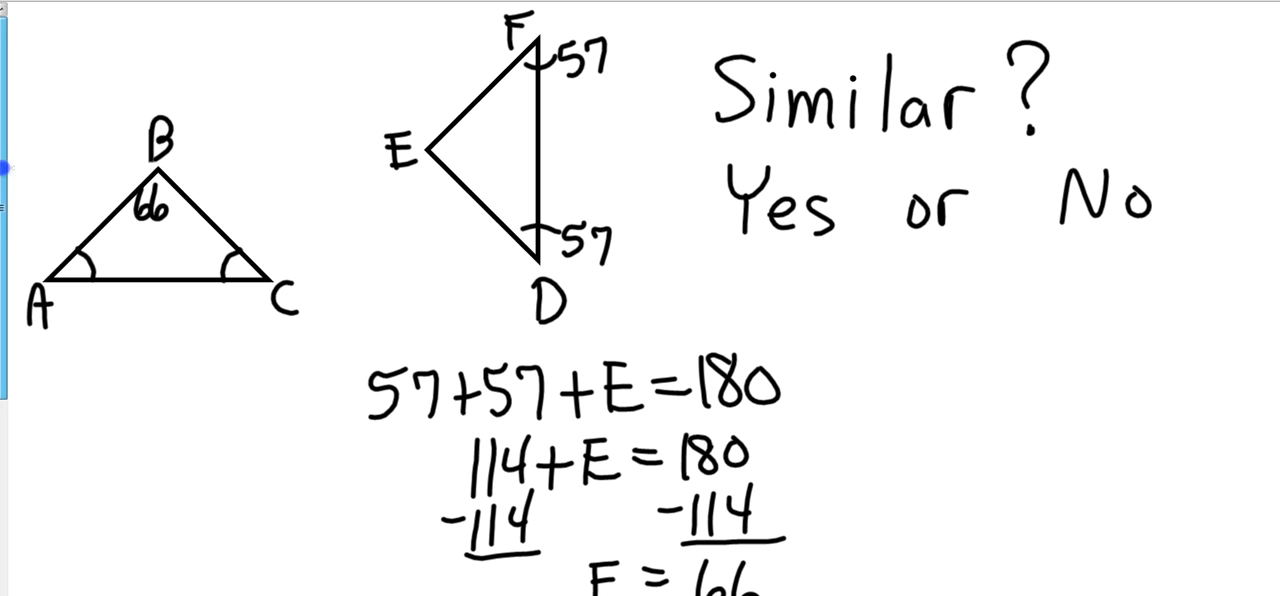 F
57
Similar?
B
E
66
Yes or No
57
A
C
D
57+57+E=180
114+E=180
-114 -114
E = 66